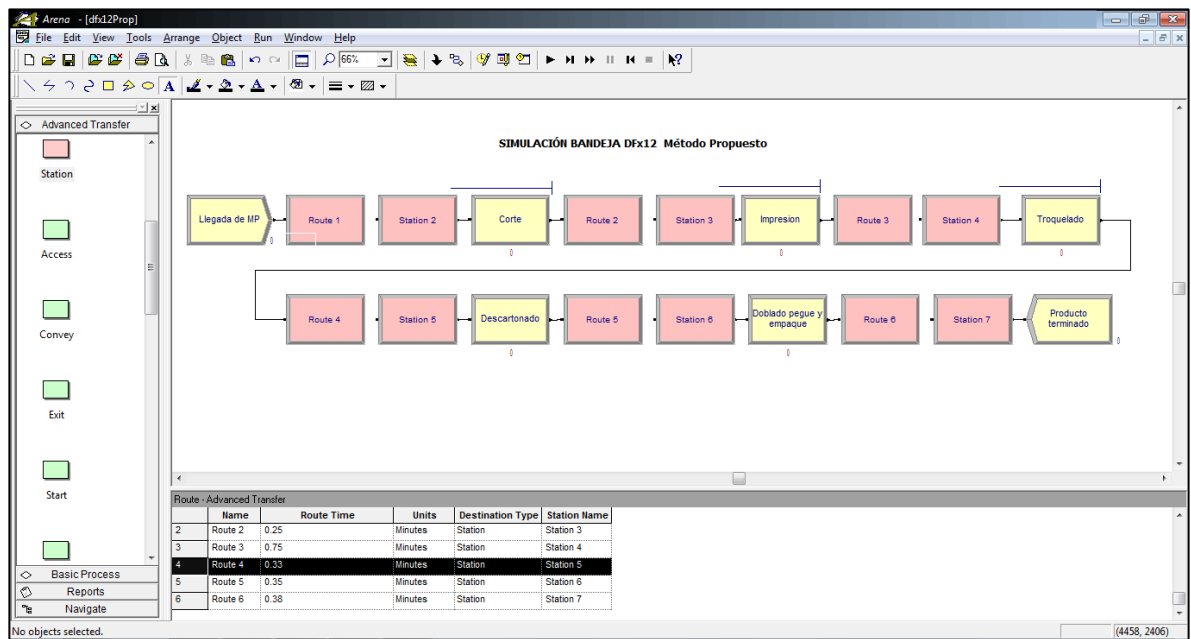 Arena - [dfx12Prop]
File Edit View Tools Arrange Object Run Window Help
66%
A A
Advanced Transfer
Station
Access
Convey
Exit
Start
Basic Process
Reports
Navigate
SIMULACIÓN BANDEJA DFx12 Método Propuesto
Llegada de MP Route 1 Station 2 Corte Route 2 Station 3 Impresion Route 3 Station 4 Troquelado
0 0 0 0
Route 4 Station 5 Descartonado Route 5 Station 6 Doblado pegue y empaque Route 6 Station 7 Producto terminado
0 0 0
Route - Advanced Transfer
Name Route Time Units Destination Type Station Name
2 Route 2 0.25 Minutes Station Station 3
3 Route 3 0.75 Minutes Station Station 4
4 Route 4 0.33 Minutes Station Station 5
5 Route 5 0.35 Minutes Station Station 6
6 Route 6 0.38 Minutes Station Station 7
No objects selected. (4458, 2406)